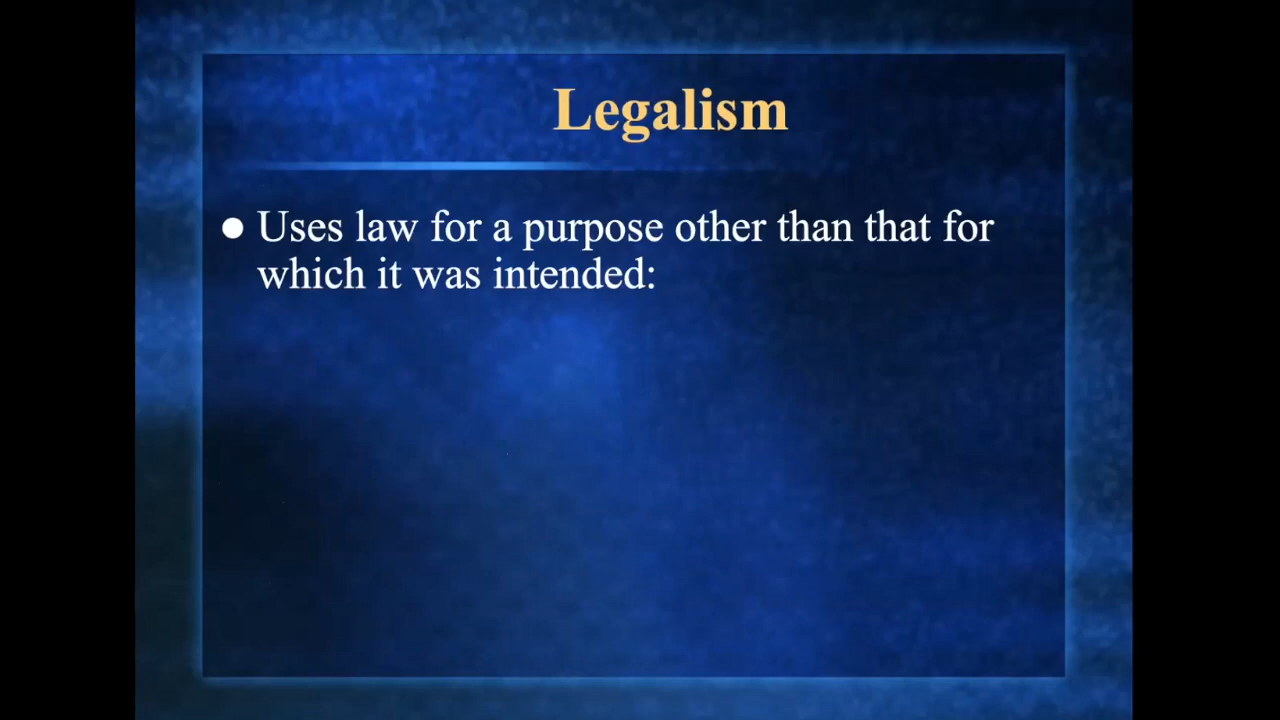 Legalism
● Uses law for a purpose other than that for
which it was intended: